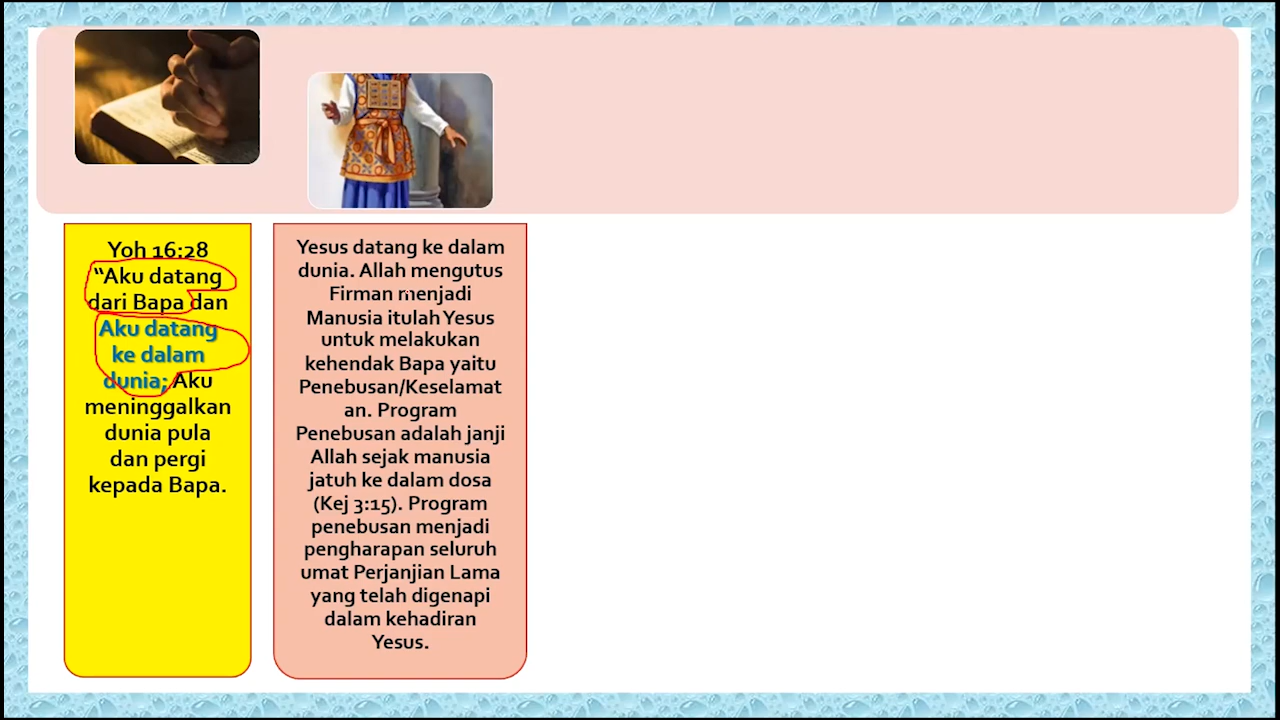 Yoh 16:28
“Aku datang
dari Bapa dan
Aku datang
ke dalam
dunia; Aku
meninggalkan
dunia pula
dan pergi
kepada Bapa.
Yesus datang ke dalam
dunia. Allah mengutus
Firman menjadi
Manusia itulah Yesus
untuk melakukan
kehendak Bapa yaitu
Penebusan/Keselamat
an. Program
Penebusan adalah janji
Allah sejak manusia
jatuh ke dalam dosa
(Kej 3:15). Program
penebusan menjadi
pengharapan seluruh
umat Perjanjian Lama
yang telah digenapi
dalam kehadiran
Yesus.